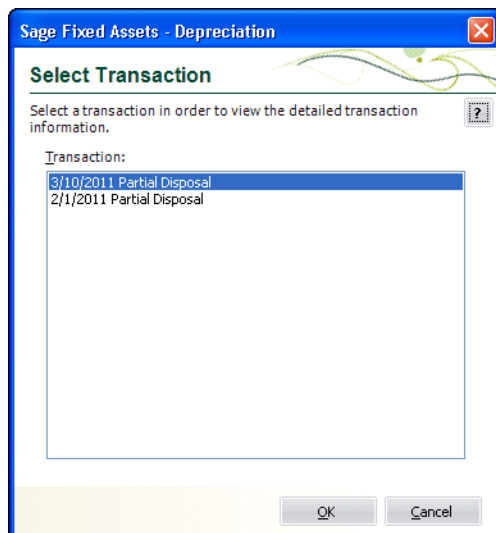 Sage Fixed Assets - Depreciation
Select Transaction
Select a transaction in order to view the detailed transaction
information.
?
Transaction:
3/10/2011 Partial Disposal
2/1/2011 Partial Disposal
OK
Cancel